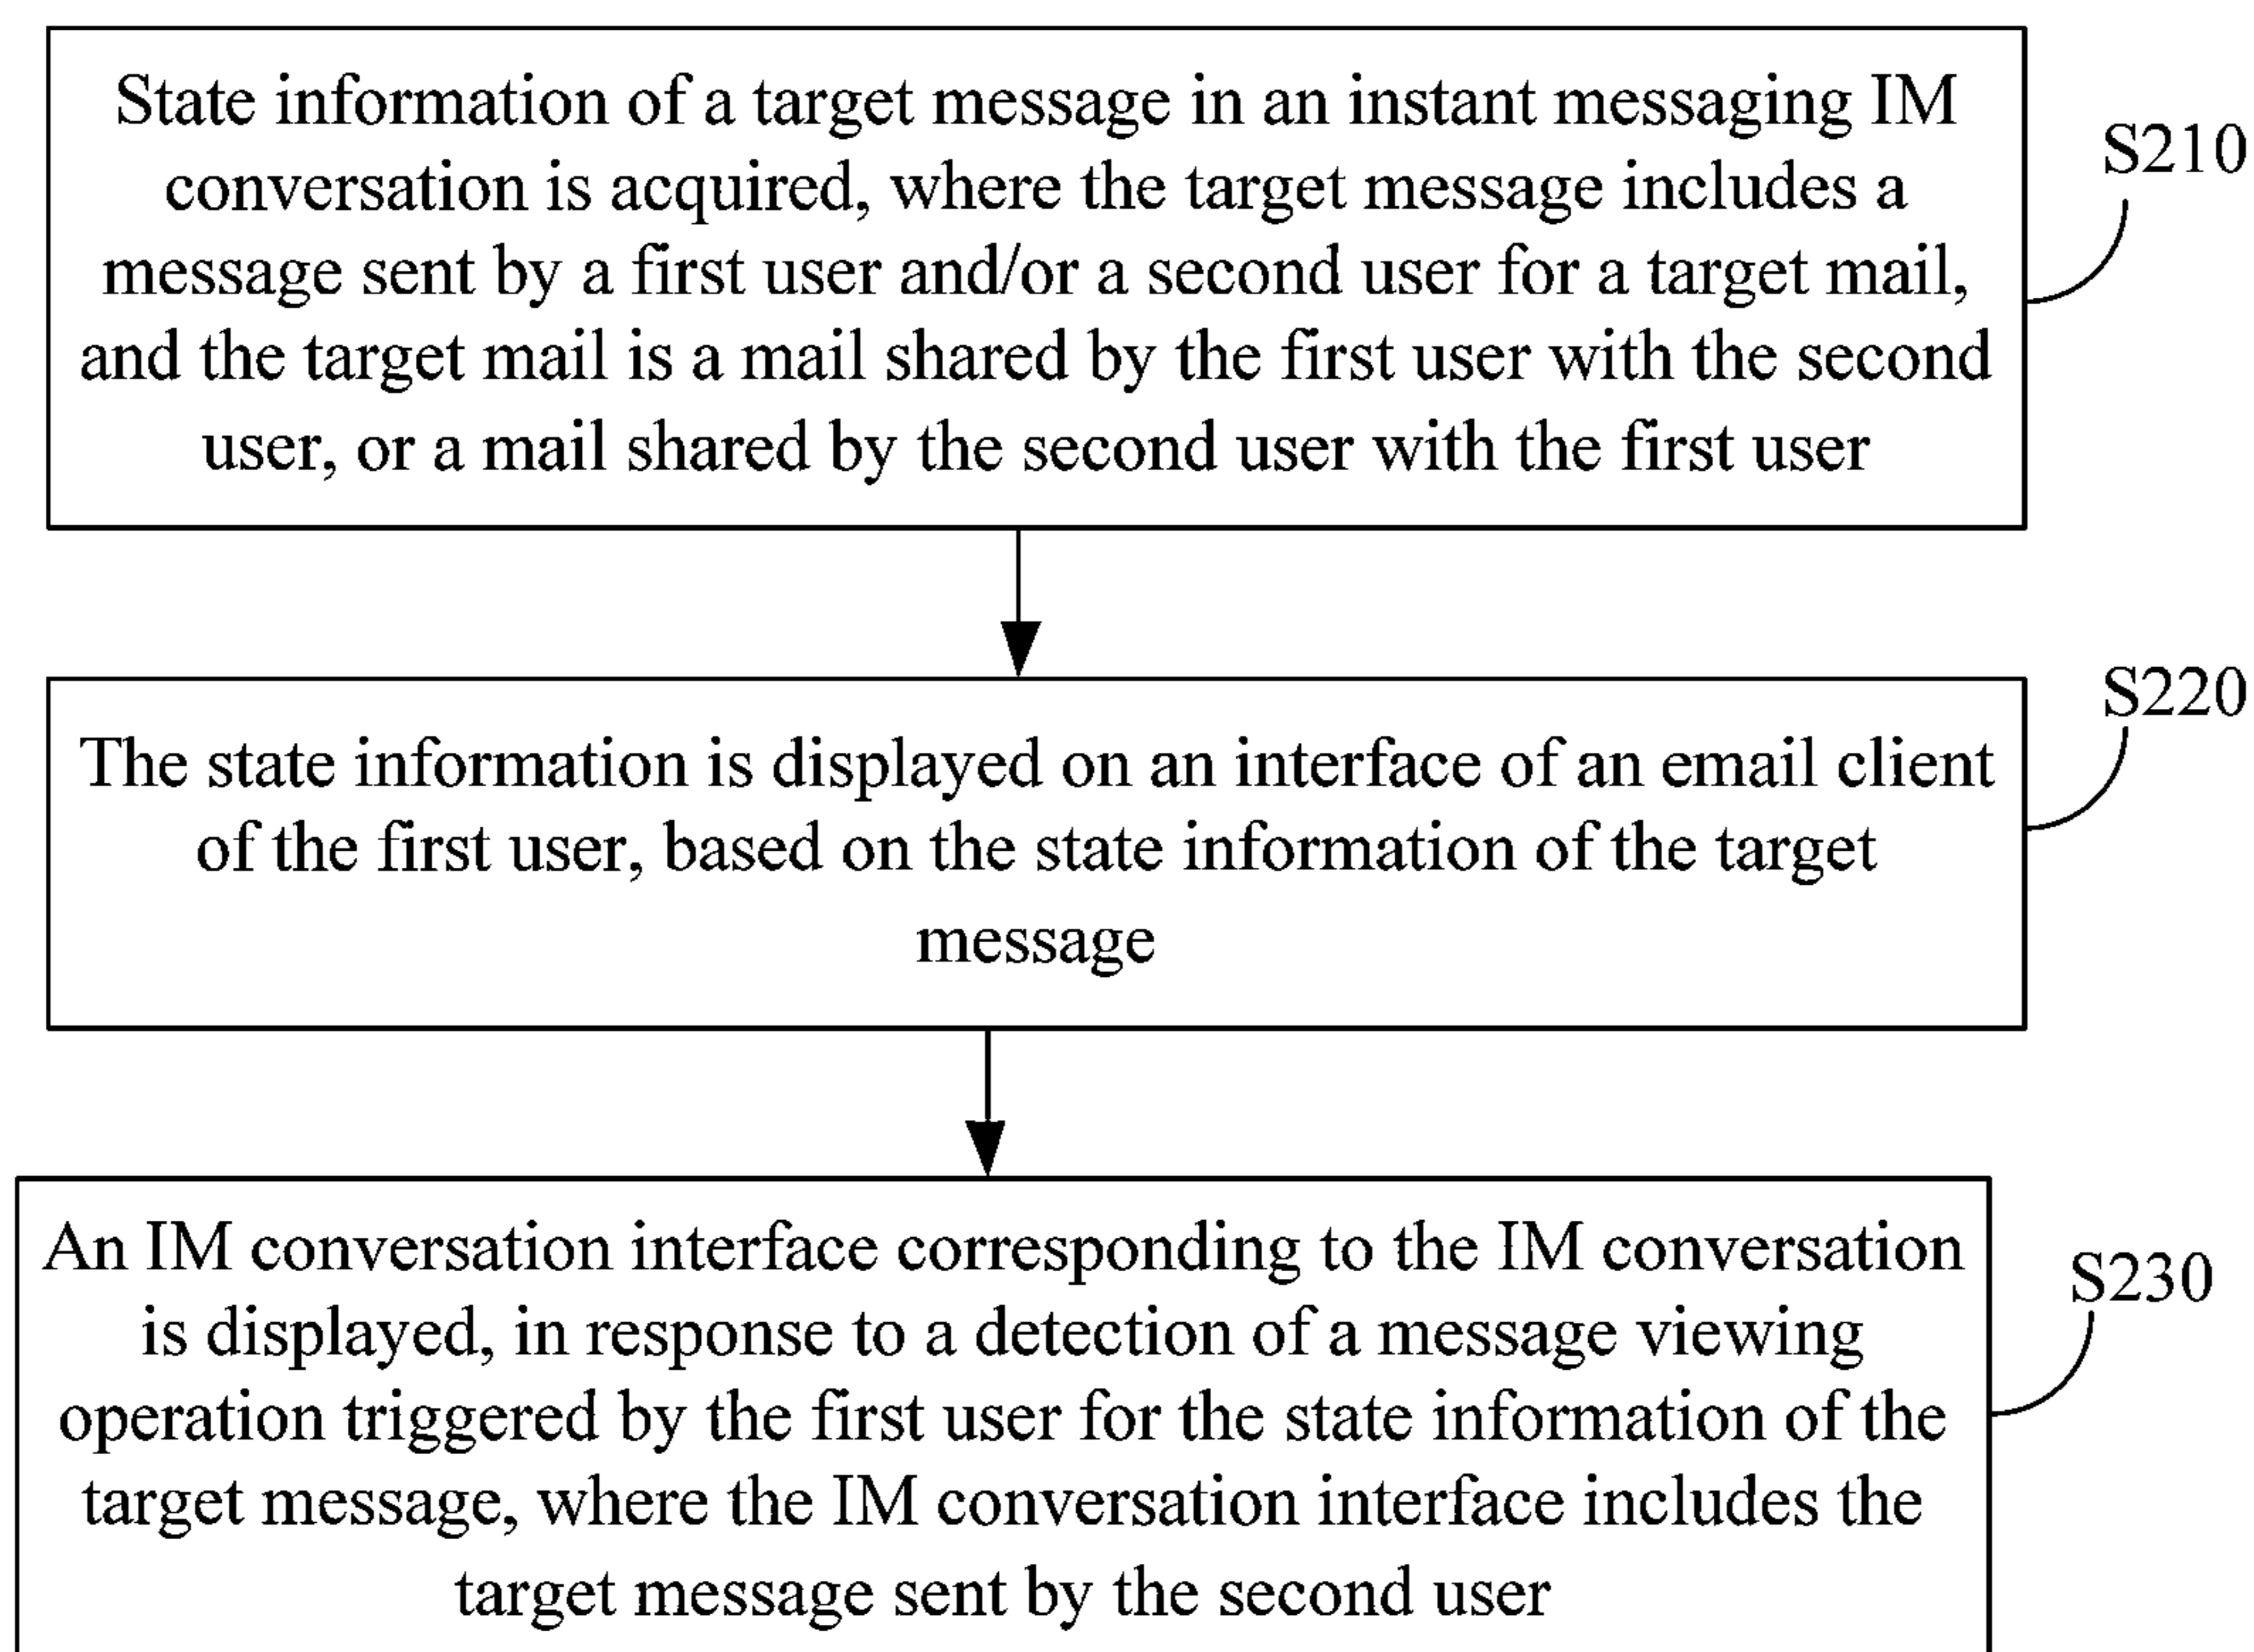 State information of a target message in an instant messaging IM
conversation is acquired, where the target message includes a
message sent by a first user and/or a second user for a target mail,
and the target mail is a mail shared by the first user with the second
user, or a mail shared by the second user with the first user
S210
The state information is displayed on an interface of an email client
of the first user, based on the state information of the target
message
S220
An IM conversation interface corresponding to the IM conversation
is displayed, in response to a detection of a message viewing
operation triggered by the first user for the state information of the
target message, where the IM conversation interface includes the
target message sent by the second user
S230